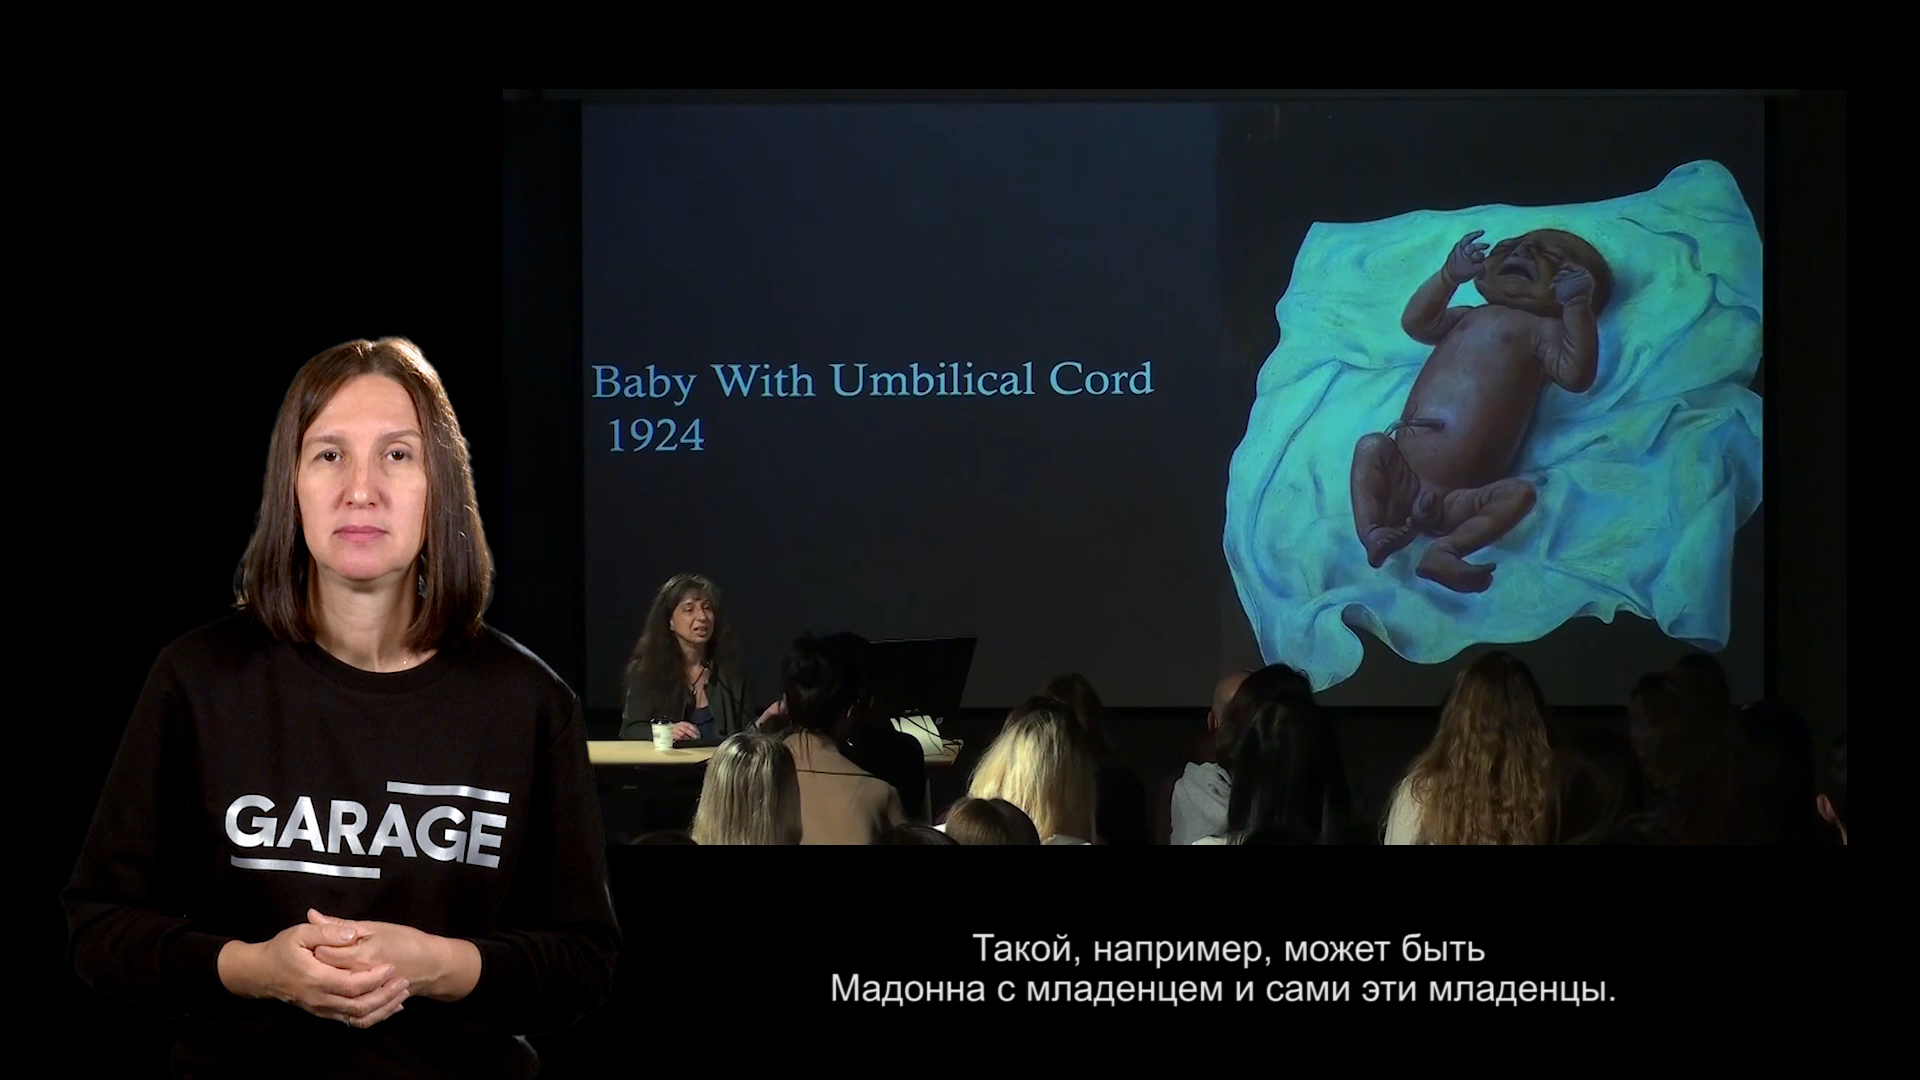 Baby With Umbilical Cord
1924
GARAGE
Такой, например, может быть
Мадонна с младенцем и сами эти младенцы.